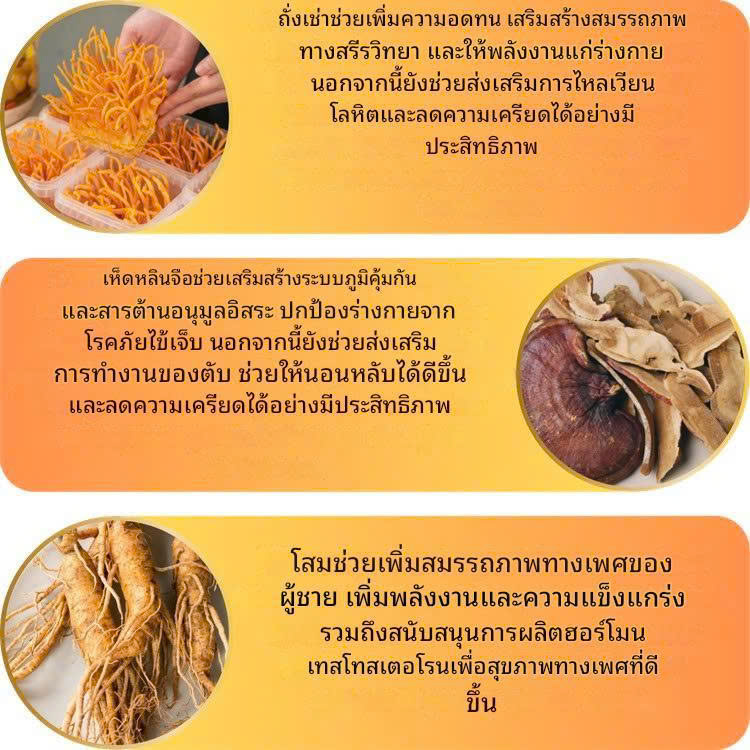 ถั่งเช่าช่วยเพิ่มความอดทน เสริมสร้างสมรรถภาพ
ทางสรีรวิทยา และให้พลังงานแก่ร่างกาย
นอกจากนี้ยังช่วยส่งเสริมการไหลเวียน
โลหิตและลดความเครียดได้อย่างมี
ประสิทธิภาพ
เห็ดหลินจือช่วยเสริมสร้างระบบภูมิคุ้มกัน
และสารต้านอนุมูลอิสระ ปกป้องร่างกายจาก
โรคภัยไข้เจ็บ นอกจากนี้ยังช่วยส่งเสริม
การทำงานของตับ ช่วยให้นอนหลับได้ดีขึ้น
และลดความเครียดได้อย่างมีประสิทธิภาพ
โสมช่วยเพิ่มสมรรถภาพทางเพศของ
ผู้ชาย เพิ่มพลังงานและความแข็งแกร่ง
รวมถึงสนับสนุนการผลิตฮอร์โมน
เทสโทสเตอโรนเพื่อสุขภาพทางเพศที่ดี
ขึ้น